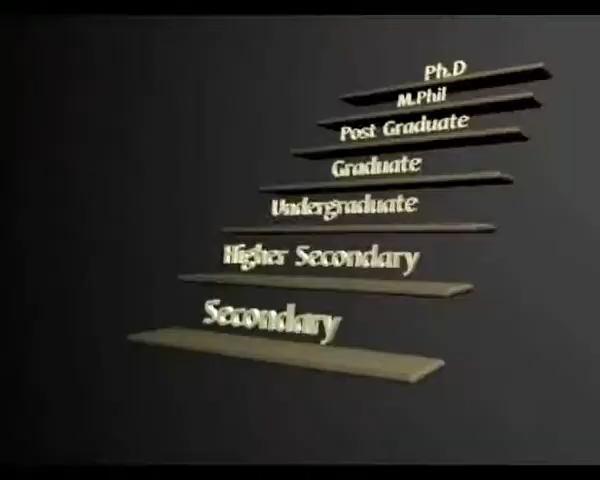 Ph.D
M.Phil
Post Graduate
Graduate
Undergraduate
Higher Secondary
Secondary